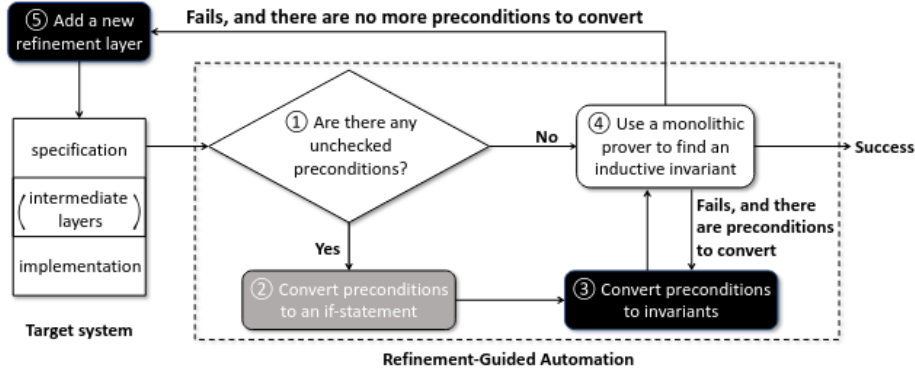 Fails, and there are no more preconditions to convert
⑤ Add a new
refinement layer
① Are there any
unchecked
preconditions?
④ Use a monolithic
prover to find an
inductive invariant
No
Success
specification
(intermediate
layers)
implementation
Target system
Yes
Fails, and there
are preconditions
to convert
② Convert preconditions
to an if-statement
③ Convert preconditions
to invariants
Refinement-Guided Automation